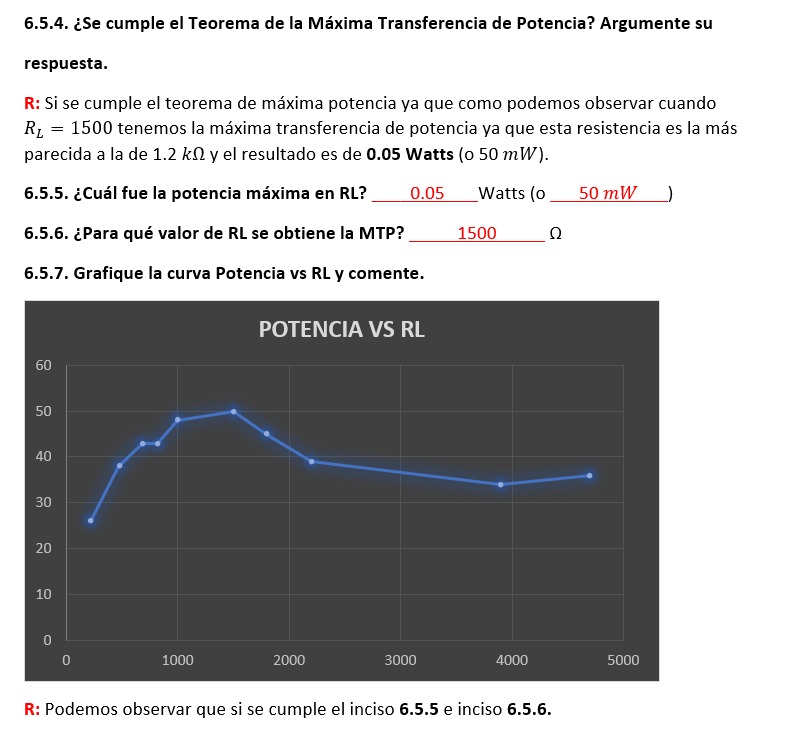 6.5.4. ¿Se cumple el Teorema de la Máxima Transferencia de Potencia? Argumente su
respuesta.
R: Si se cumple el teorema de máxima potencia ya que como podemos observar cuando
R_L = 1500 tenemos la máxima transferencia de potencia ya que esta resistencia es la más
parecida a la de 1.2 kΩ y el resultado es de 0.05 Watts (o 50 mW).
6.5.5. ¿Cuál fue la potencia máxima en RL? ____0.05____Watts (o ___50 mW____)
6.5.6. ¿Para qué valor de RL se obtiene la MTP? ______1500______ Ω
6.5.7. Grafique la curva Potencia vs RL y comente.
POTENCIA VS RL
60
50
40
30
20
10
0
0 1000 2000 3000 4000 5000
R: Podemos observar que si se cumple el inciso 6.5.5 e inciso 6.5.6.